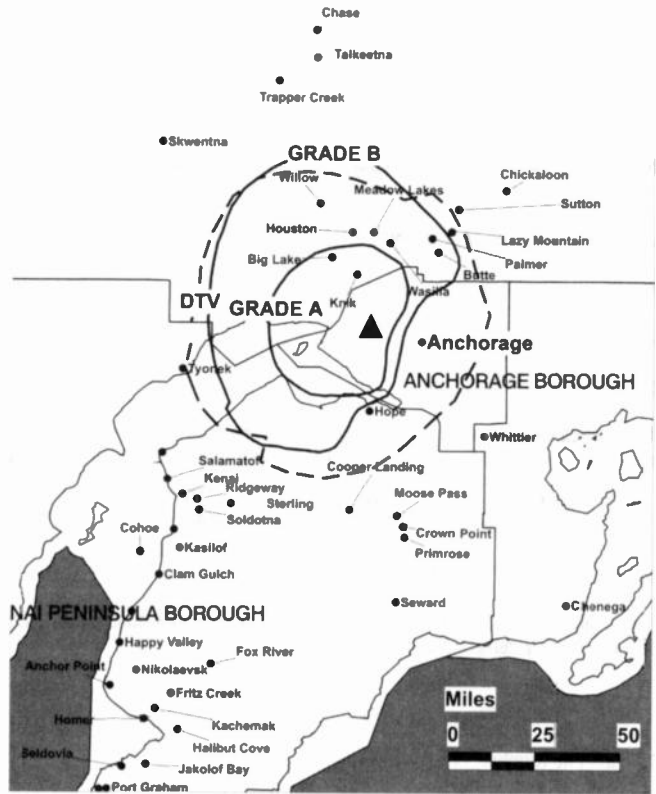 Chase
Talkeetna
Trapper Creek
Skwentna
GRADE B
Willow
Meadow Lakes
Chickaloon
Sutton
Houston
Lazy Mountain
Big Lake
Palmer
Butte
Wasilla
Knik
DTV
GRADE A
Anchorage
Tyonek
ANCHORAGE BOROUGH
Hope
Whittier
Salamatof
Cooper Landing
Kenai
Ridgeway
Sterling
Moose Pass
Soldotna
Crown Point
Cohoe
Kasilof
Primrose
Clam Gulch
Seward
Chenega
NAI PENINSULA BOROUGH
Happy Valley
Fox River
Anchor Point
Nikolaevsk
Fritz Creek
Miles
Homer
Kachemak
Halibut Cove
0 25 50
Seldovia
Jakolof Bay
Port Graham